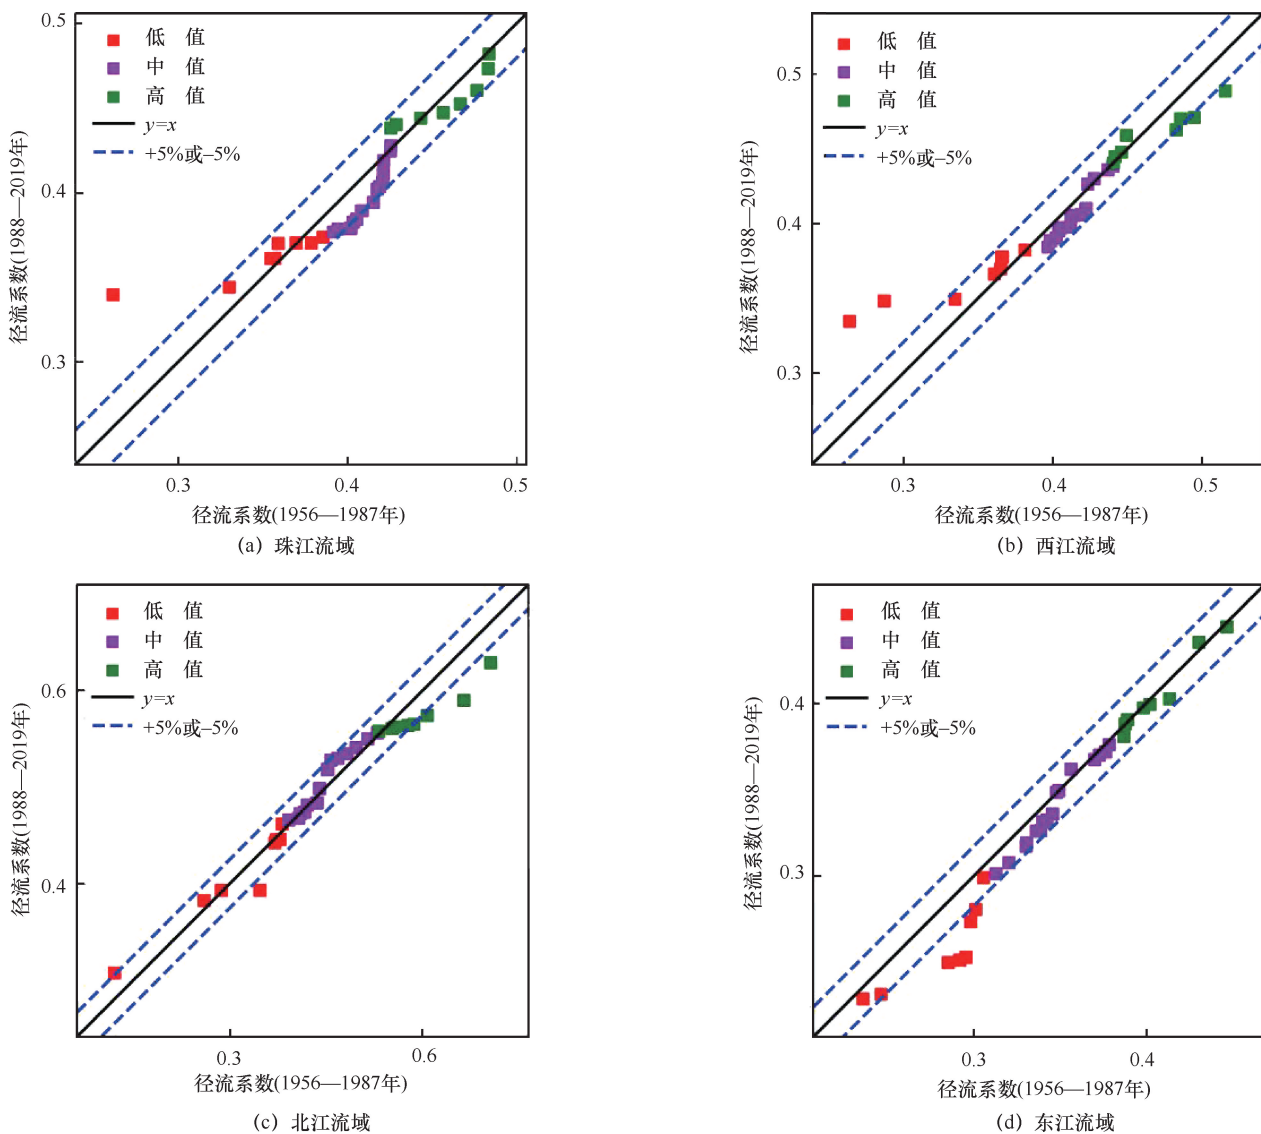 0.5
低 值
中 值
高 值
y=x
+5%或–5%
0.4
0.3
径流系数(1988—2019年)
0.3
0.4
0.5
径流系数(1956—1987年)
(a) 珠江流域
低 值
中 值
高 值
y=x
+5%或–5%
0.5
0.4
0.3
径流系数(1988—2019年)
0.3
0.4
0.5
径流系数(1956—1987年)
(b) 西江流域
低 值
中 值
高 值
y=x
+5%或–5%
0.6
0.4
径流系数(1988—2019年)
0.3
0.6
径流系数(1956—1987年)
(c) 北江流域
低 值
中 值
高 值
y=x
+5%或–5%
0.4
0.3
径流系数(1988—2019年)
0.3
0.4
径流系数(1956—1987年)
(d) 东江流域